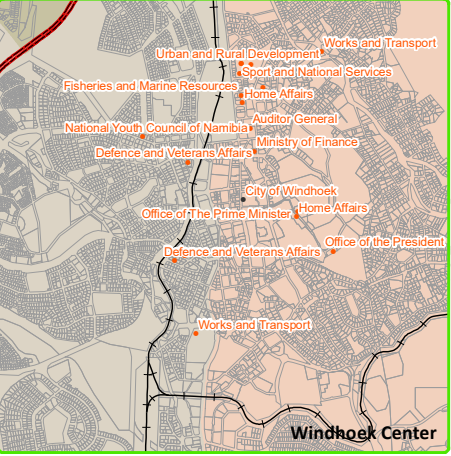 Works and Transport
Urban and Rural Development
Sport and National Services
Fisheries and Marine Resources
Home Affairs
Auditor General
National Youth Council of Namibia
Ministry of Finance
Defence and Veterans Affairs
City of Windhoek
Office of The Prime Minister
Home Affairs
Office of the President
Defence and Veterans Affairs
Works and Transport
Windhoek Center